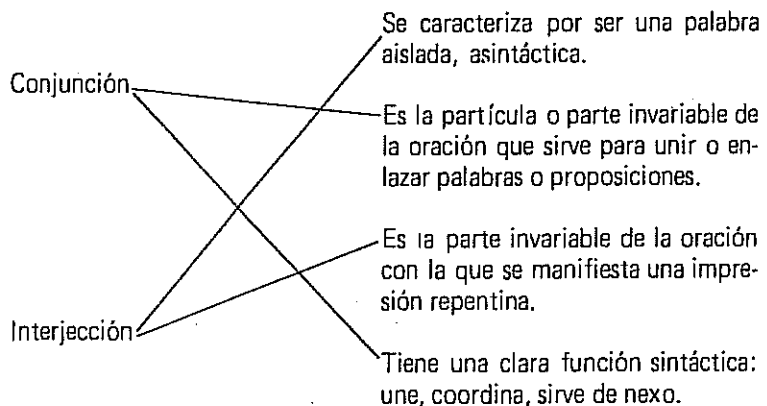 Se caracteriza por ser una palabra
aislada, asintáctica.
Conjunción
Es la partícula o parte invariable de
la oración que sirve para unir o en-
lazar palabras o proposiciones.
Es la parte invariable de la oración
con la que se manifiesta una impre-
sión repentina.
Interjección
Tiene una clara función sintáctica:
une, coordina, sirve de nexo.